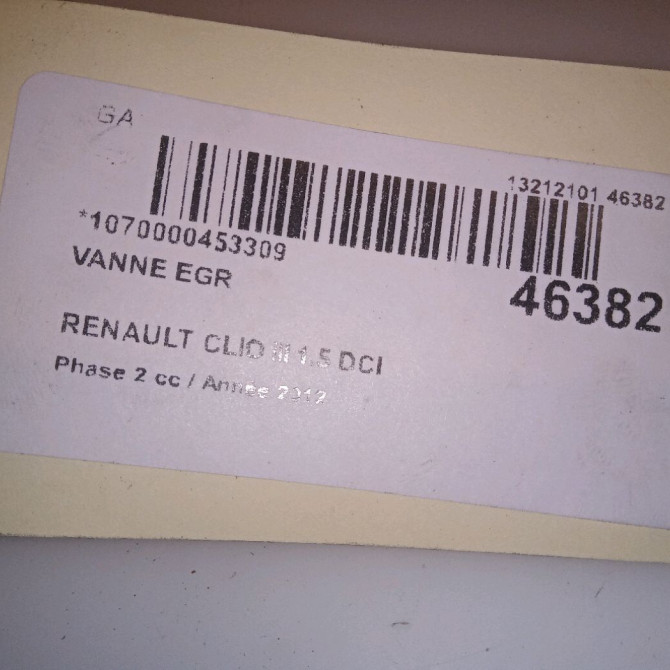 GA
13212101 46382
*1070000453309
VANNE EGR
46382
RENAULT CLIO III 1.5 DCI
Phase 2 cc / Année 2012